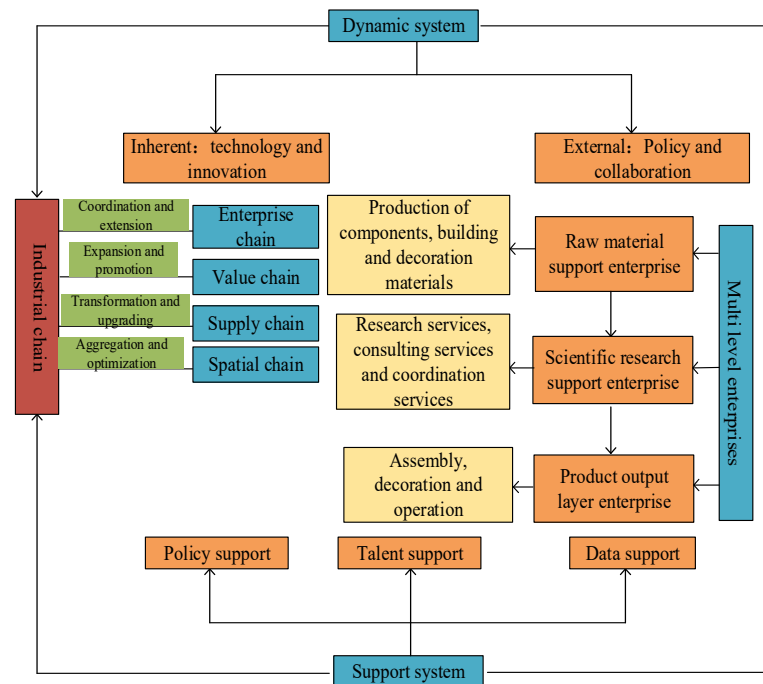 Dynamic system
Inherent：technology and
innovation
External：Policy and
collaboration
Industrial chain
Coordination and
extension
Enterprise
chain
Expansion and
promotion
Value chain
Transformation and
upgrading
Supply chain
Aggregation and
optimization
Spatial chain
Production of
components, building
and decoration
materials
Raw material
support enterprise
Research services,
consulting services
and coordination
services
Scientific research
support enterprise
Assembly,
decoration and
operation
Product output
layer enterprise
Multi level enterprises
Policy support
Talent support
Data support
Support system